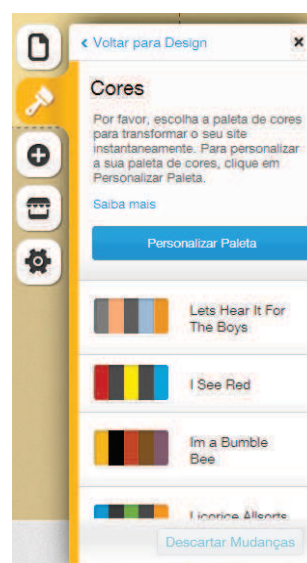 Voltar para Design
Cores
Por favor, escolha a paleta de cores
para transformar o seu site
instantaneamente. Para personalizar
a sua paleta de cores, clique em
Personalizar Paleta.
Saiba mais
Personalizar Paleta
Lets Hear It For
The Boys
I See Red
Im a Bumble
Bee
Licorice Allsorts
Descartar Mudanças